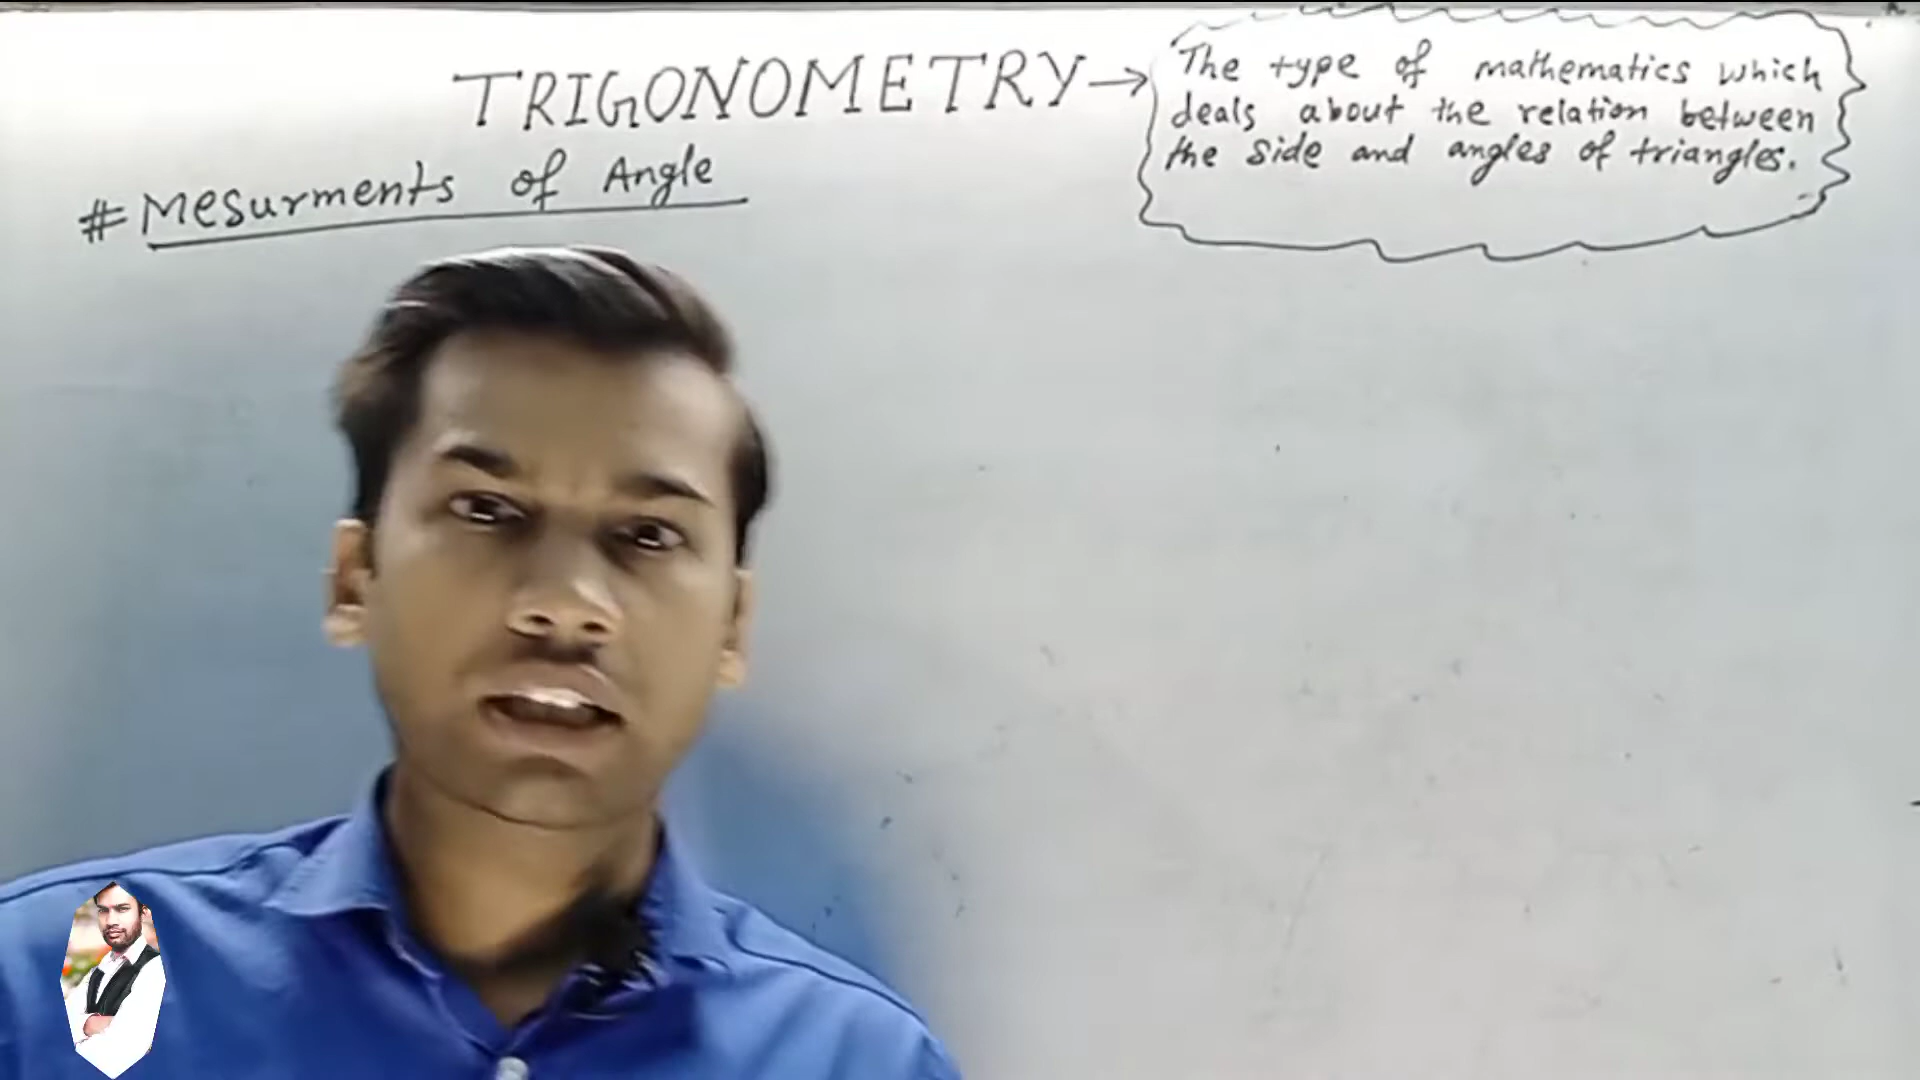 TRIGONOMETRY →
The type of mathematics which
deals about the relation between
the side and angles of triangles.
# Mesurments of Angle